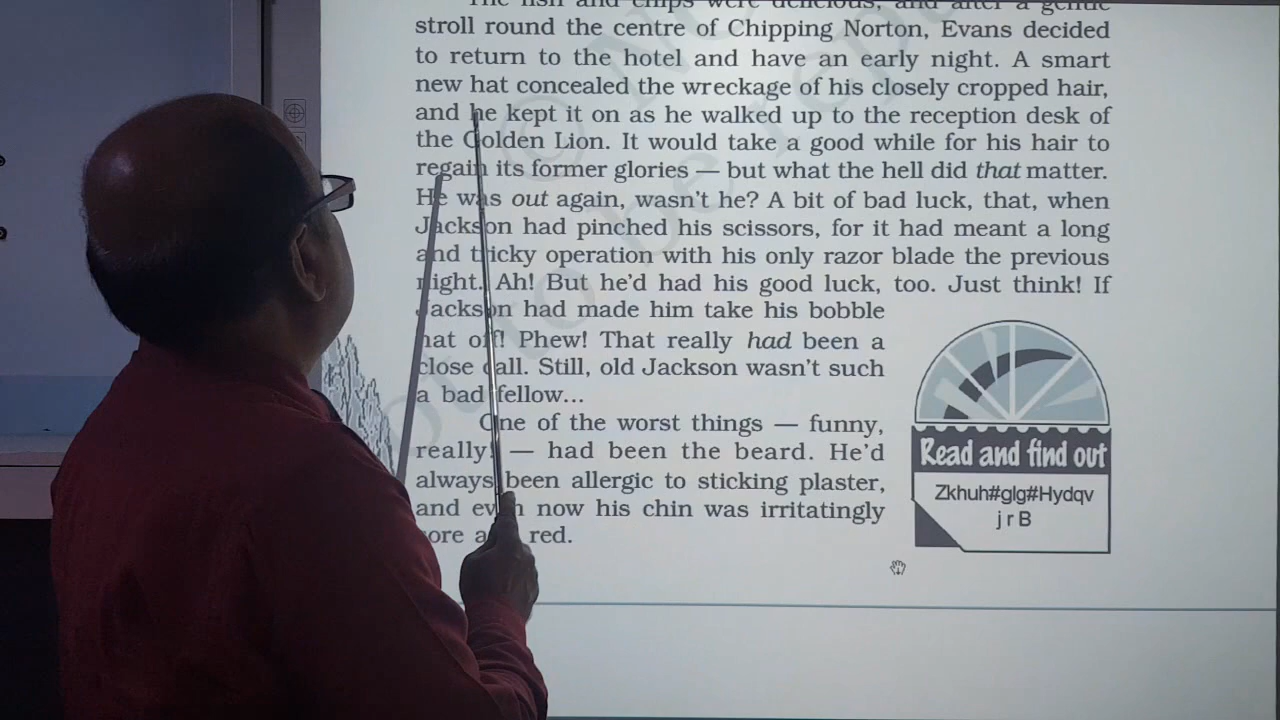 The fish and chips were delicious, and after a gentle
stroll round the centre of Chipping Norton, Evans decided
to return to the hotel and have an early night. A smart
new hat concealed the wreckage of his closely cropped hair,
and he kept it on as he walked up to the reception desk of
the Golden Lion. It would take a good while for his hair to
regain its former glories — but what the hell did that matter.
He was out again, wasn't he? A bit of bad luck, that, when
Jackson had pinched his scissors, for it had meant a long
and tricky operation with his only razor blade the previous
night. Ah! But he'd had his good luck, too. Just think! If
Jackson had made him take his bobble
hat off! Phew! That really had been a
close call. Still, old Jackson wasn't such
a bad fellow...
One of the worst things — funny,
really! — had been the beard. He'd
always been allergic to sticking plaster,
and even now his chin was irritatingly
sore and red.
Read and find out
Zkhuh#glg#Hydqv
j r B